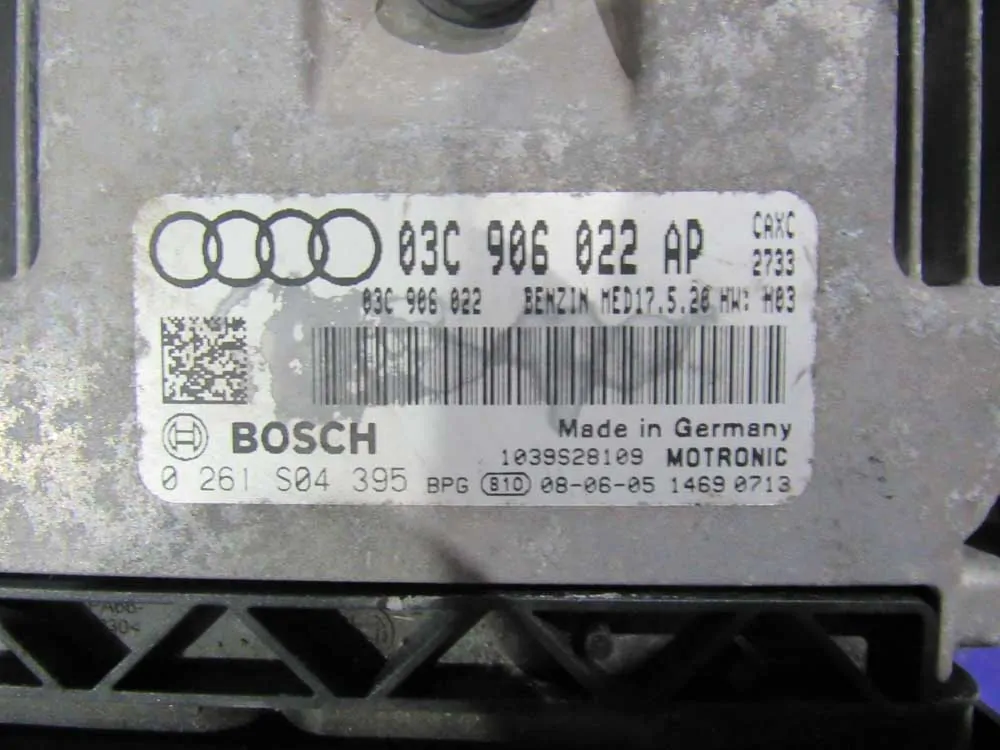 03C 906 022 AP CAXC
2733
03C 906 022 BENZIN MED17.5.20 HW: H03
BOSCH Made in Germany
1039S28109 MOTRONIC
0 261 S04 395 BPG 810 08-06-05 1469 0713